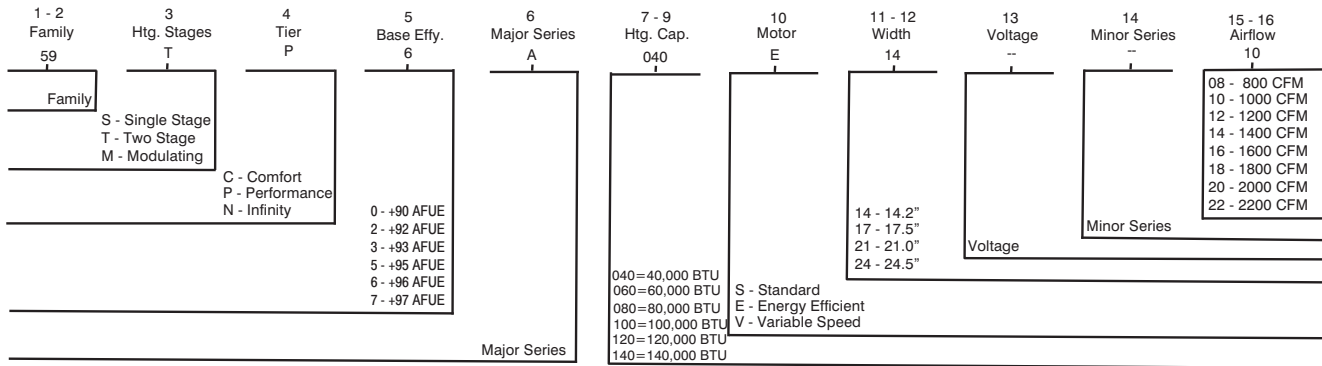 1 - 2 3 4 5 6 7 - 9 10 11 - 12 13 14 15 - 16
Family Htg. Stages Tier Base Effy. Major Series Htg. Cap. Motor Width Voltage Minor Series Airflow
59 T P 6 A 040 E 14 -- -- 10
Family
S - Single Stage
T - Two Stage
M - Modulating
C - Comfort
P - Performance
N - Infinity
0 - +90 AFUE
2 - +92 AFUE
3 - +93 AFUE
5 - +95 AFUE
6 - +96 AFUE
7 - +97 AFUE
Major Series
040=40,000 BTU
060=60,000 BTU
080=80,000 BTU
100=100,000 BTU
120=120,000 BTU
140=140,000 BTU
S - Standard
E - Energy Efficient
V - Variable Speed
14 - 14.2”
17 - 17.5”
21 - 21.0”
24 - 24.5”
Voltage
Minor Series
08 - 800 CFM
10 - 1000 CFM
12 - 1200 CFM
14 - 1400 CFM
16 - 1600 CFM
18 - 1800 CFM
20 - 2000 CFM
22 - 2200 CFM